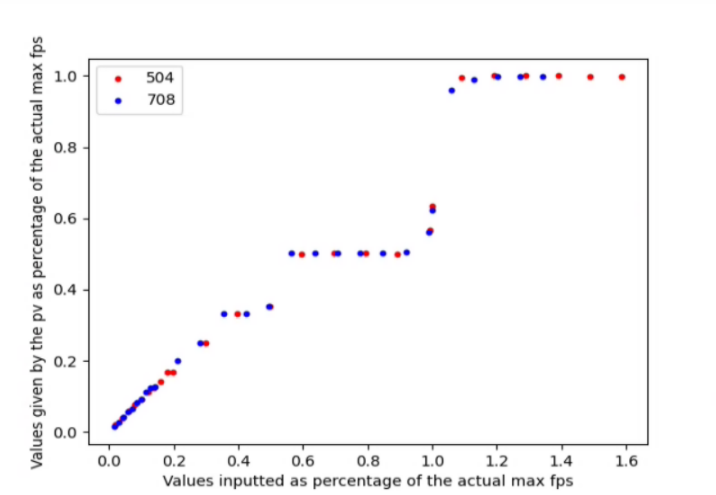 Values given by the pv as percentage of the actual max fps
504
708
1.0
0.8
0.6
0.4
0.2
0.0
0.0 0.2 0.4 0.6 0.8 1.0 1.2 1.4 1.6
Values inputted as percentage of the actual max fps